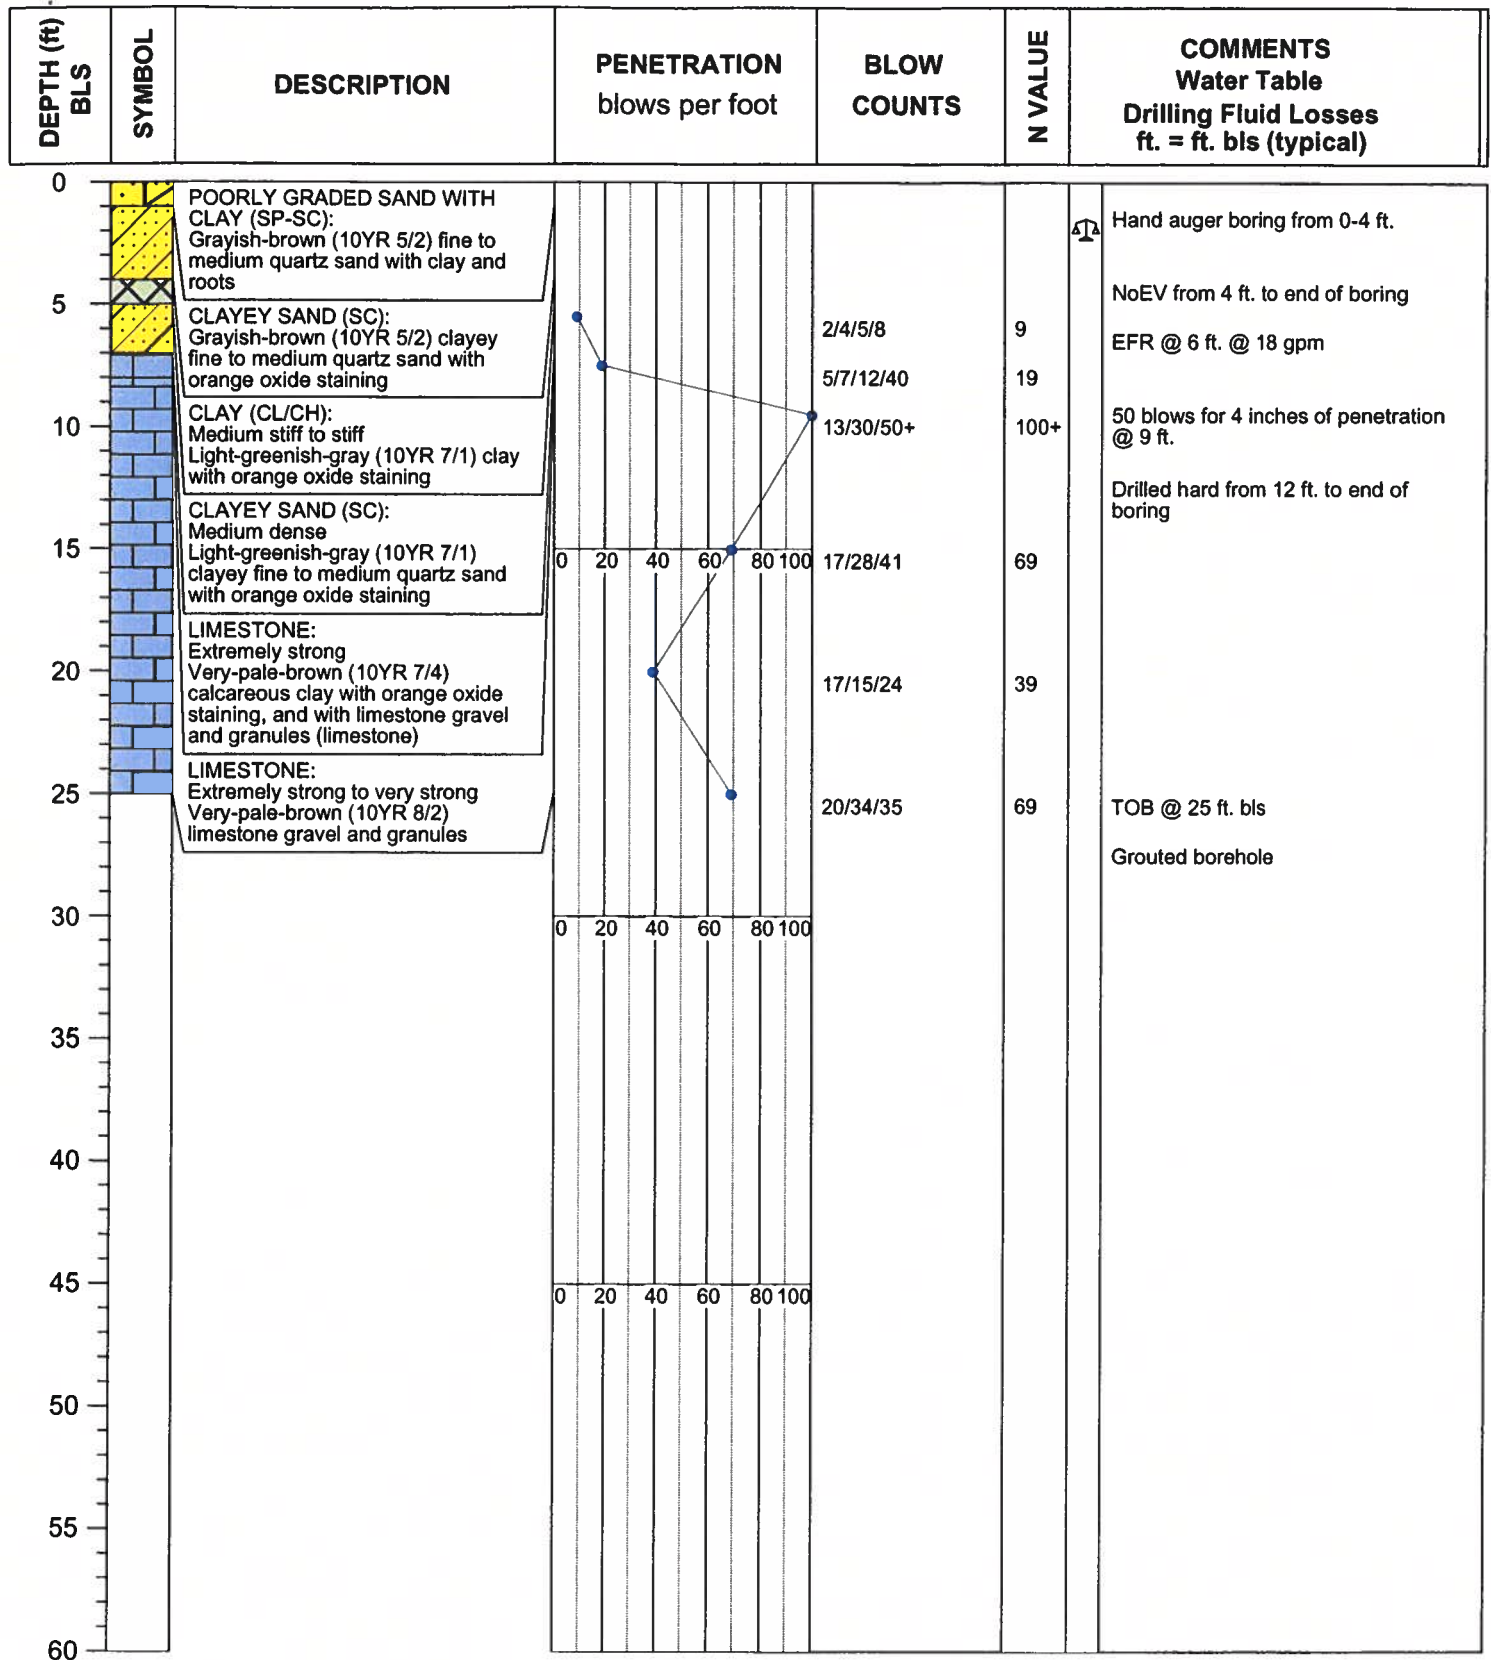 DEPTH (ft)
BLS
SYMBOL
DESCRIPTION
PENETRATION
blows per foot
BLOW
COUNTS
N VALUE
COMMENTS
Water Table
Drilling Fluid Losses
ft. = ft. bls (typical)
0
5
10
15
20
25
30
35
40
45
50
55
60
POORLY GRADED SAND WITH
CLAY (SP-SC):
Grayish-brown (10YR 5/2) fine to
medium quartz sand with clay and
roots
CLAYEY SAND (SC):
Grayish-brown (10YR 5/2) clayey
fine to medium quartz sand with
orange oxide staining
CLAY (CL/CH):
Medium stiff to stiff
Light-greenish-gray (10YR 7/1) clay
with orange oxide staining
CLAYEY SAND (SC):
Medium dense
Light-greenish-gray (10YR 7/1)
clayey fine to medium quartz sand
with orange oxide staining
LIMESTONE:
Extremely strong
Very-pale-brown (10YR 7/4)
calcareous clay with orange oxide
staining, and with limestone gravel
and granules (limestone)
LIMESTONE:
Extremely strong to very strong
Very-pale-brown (10YR 8/2)
limestone gravel and granules
0 20 40 60 80 100
0 20 40 60 80 100
0 20 40 60 80 100
2/4/5/8
5/7/12/40
13/30/50+
17/28/41
17/15/24
20/34/35
9
19
100+
69
39
69
Hand auger boring from 0-4 ft.
NoEV from 4 ft. to end of boring
EFR @ 6 ft. @ 18 gpm
50 blows for 4 inches of penetration
@ 9 ft.
Drilled hard from 12 ft. to end of
boring
TOB @ 25 ft. bls
Grouted borehole